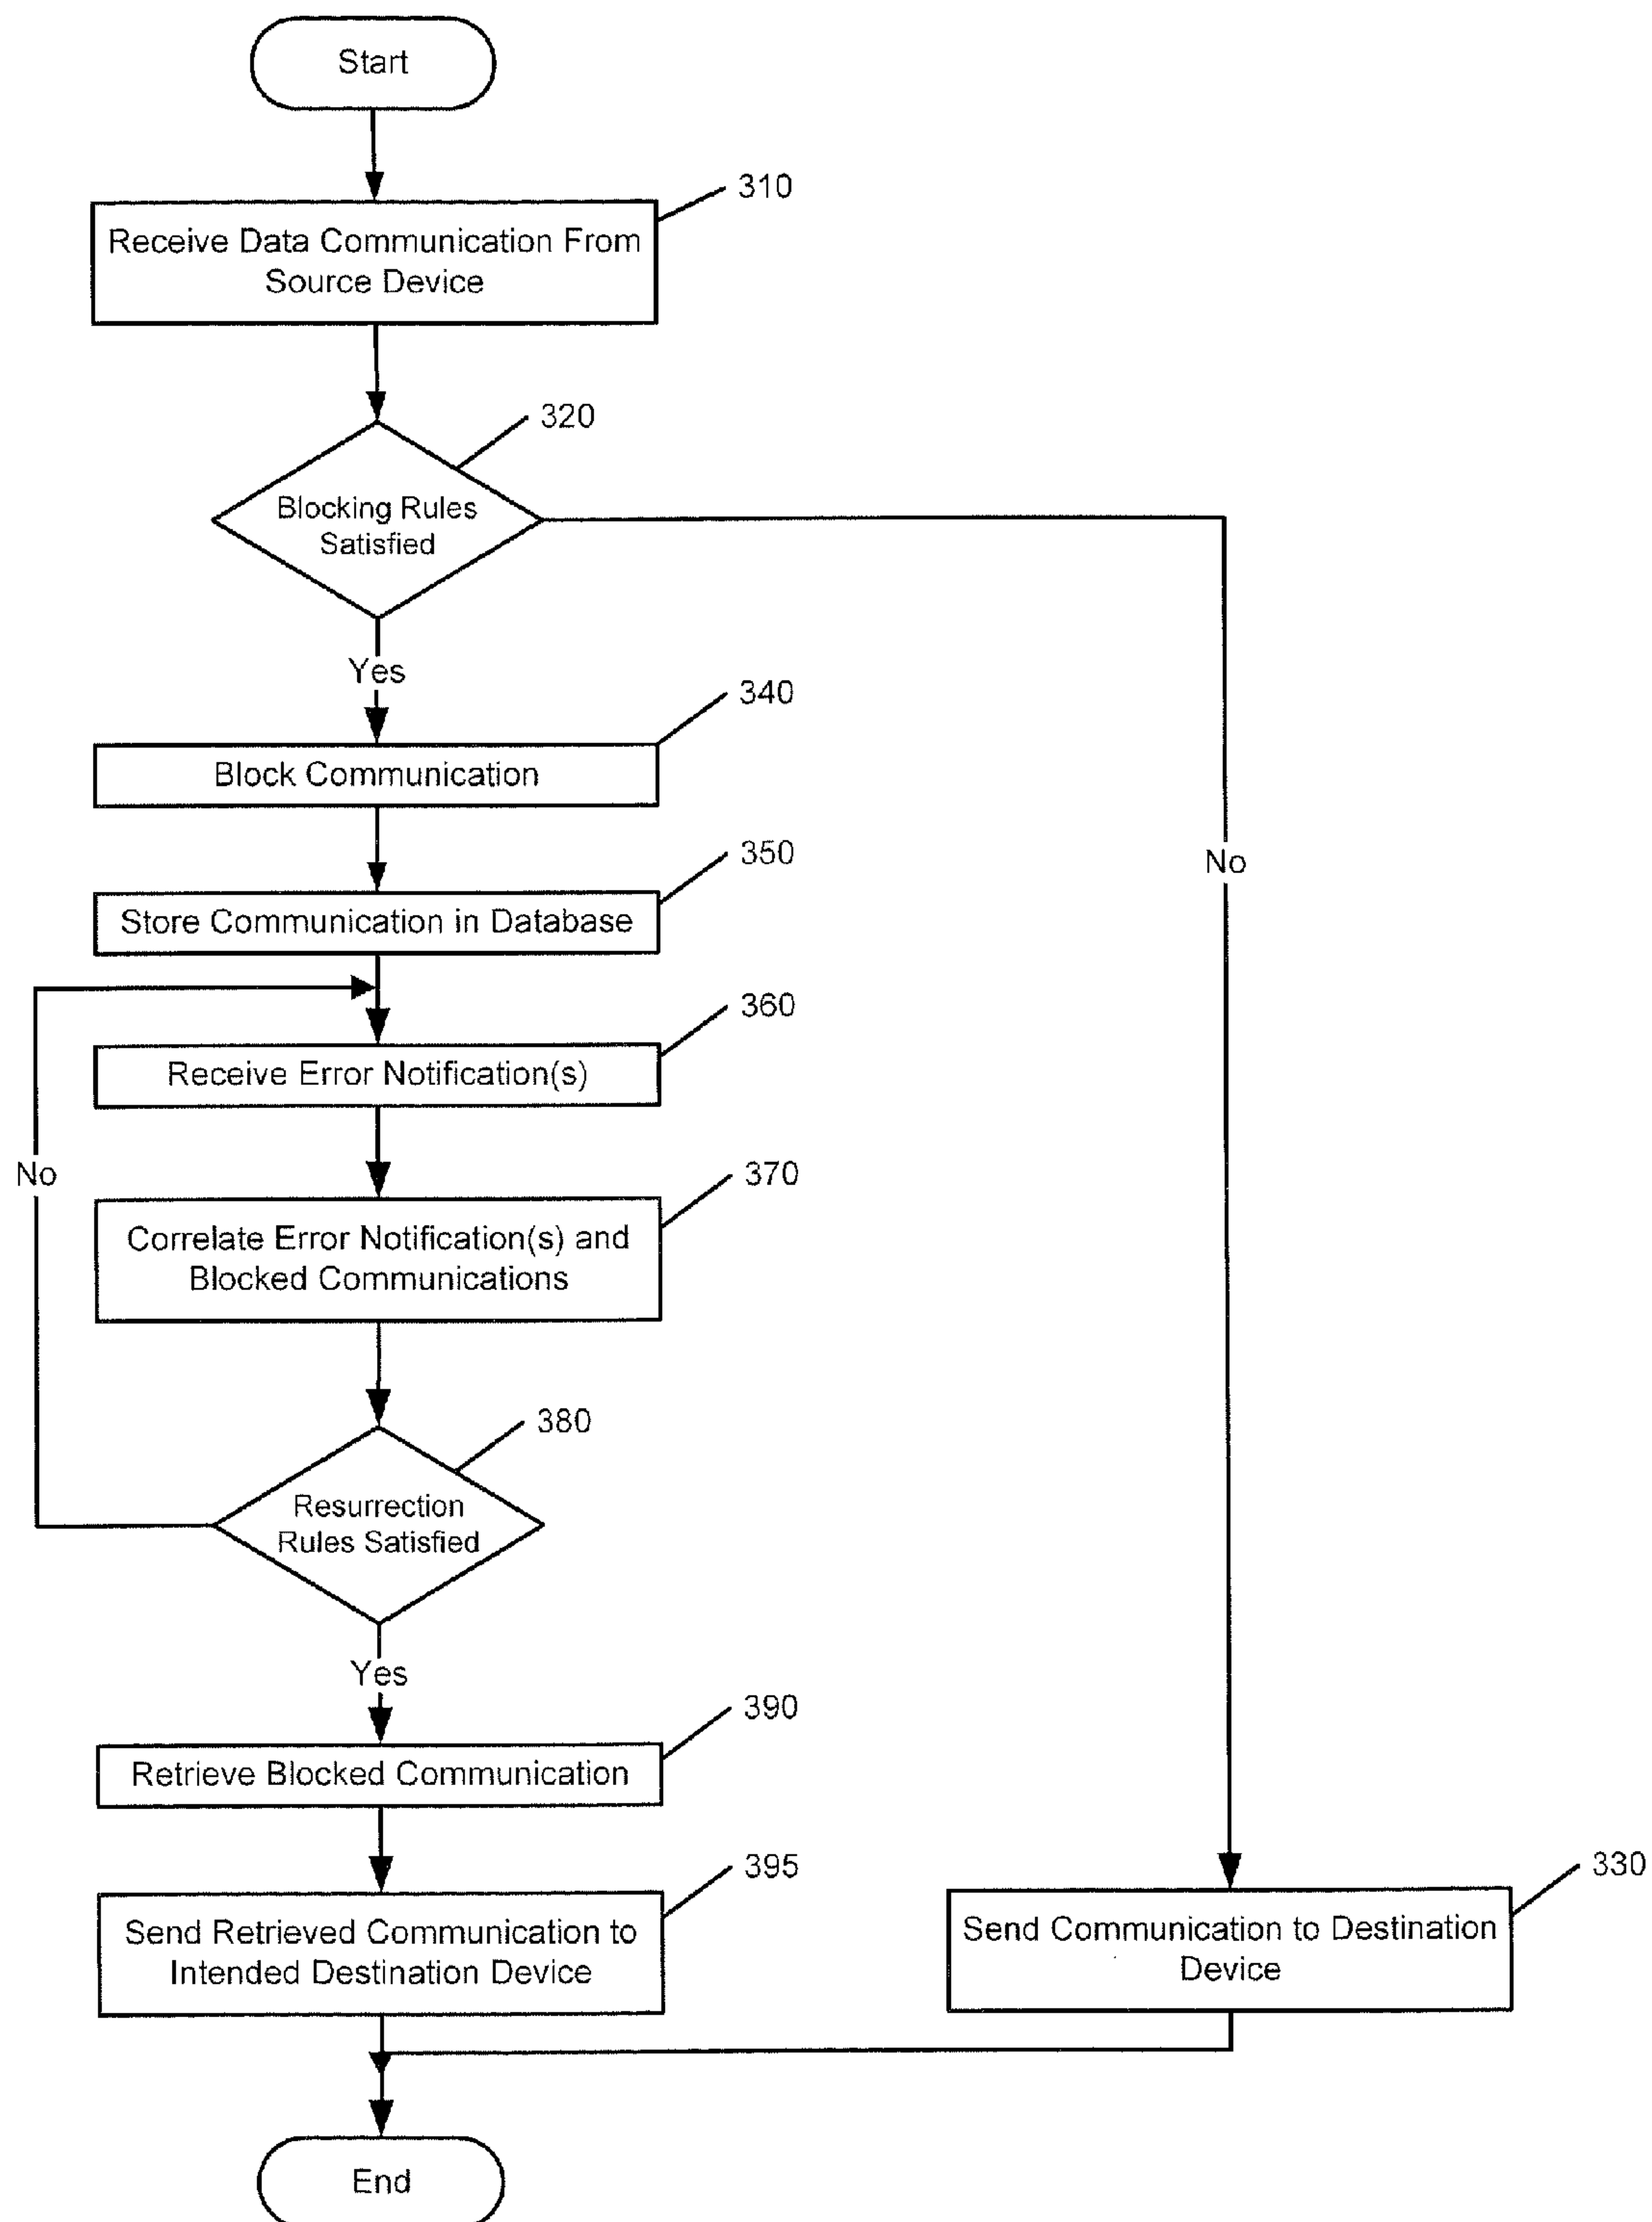 Start
310
Receive Data Communication From
Source Device
320
Blocking Rules
Satisfied
Yes
No
340
Block Communication
350
Store Communication in Database
360
Receive Error Notification(s)
No
370
Correlate Error Notification(s) and
Blocked Communications
380
Resurrection
Rules Satisfied
Yes
390
Retrieve Blocked Communication
395
Send Retrieved Communication to
Intended Destination Device
330
Send Communication to Destination
Device
End